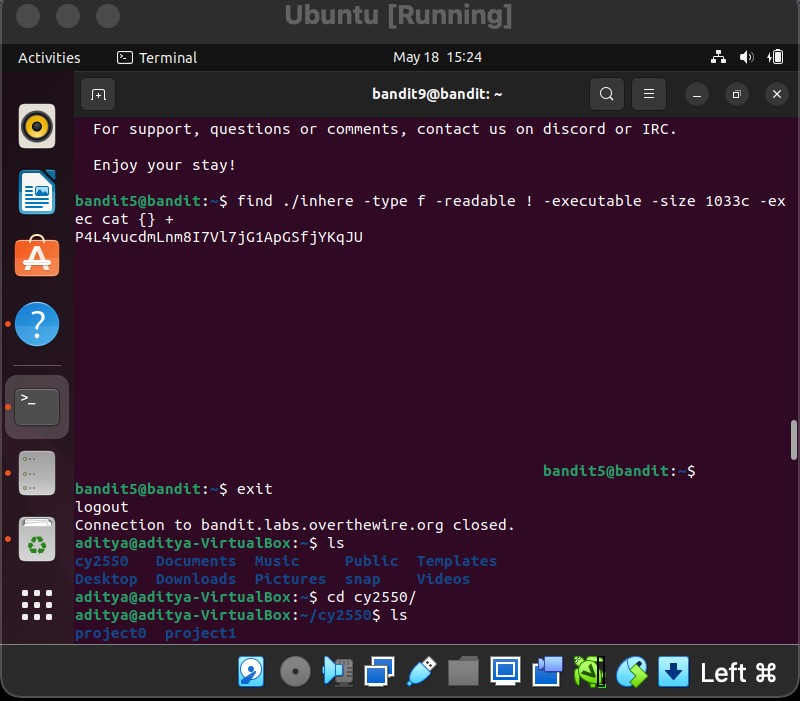 Ubuntu [Running]
Activities Terminal May 18 15:24
bandit9@bandit: ~
For support, questions or comments, contact us on discord or IRC.
Enjoy your stay!
bandit5@bandit:~$ find ./inhere -type f -readable ! -executable -size 1033c -ex
ec cat {} +
P4L4vucdmLnm8I7Vl7jG1ApGSfjYKqJU
bandit5@bandit:~$
bandit5@bandit:~$ exit
logout
Connection to bandit.labs.overthewire.org closed.
aditya@aditya-VirtualBox:~$ ls
cy2550 Documents Music Public Templates
Desktop Downloads Pictures snap Videos
aditya@aditya-VirtualBox:~$ cd cy2550/
aditya@aditya-VirtualBox:~/cy2550$ ls
project0 project1
Left ⌘